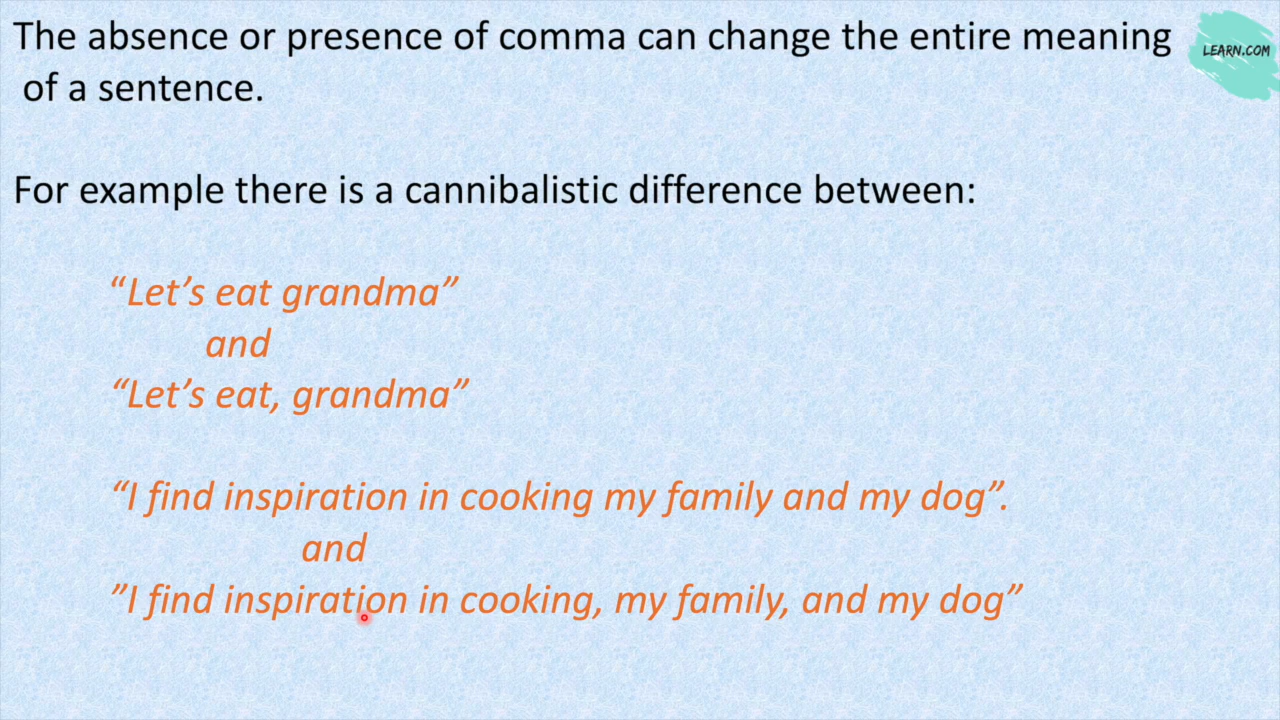 The absence or presence of comma can change the entire meaning
of a sentence.
LEARN.COM
For example there is a cannibalistic difference between:
“Let’s eat grandma”
and
“Let’s eat, grandma”
“I find inspiration in cooking my family and my dog”.
and
”I find inspiration in cooking, my family, and my dog”